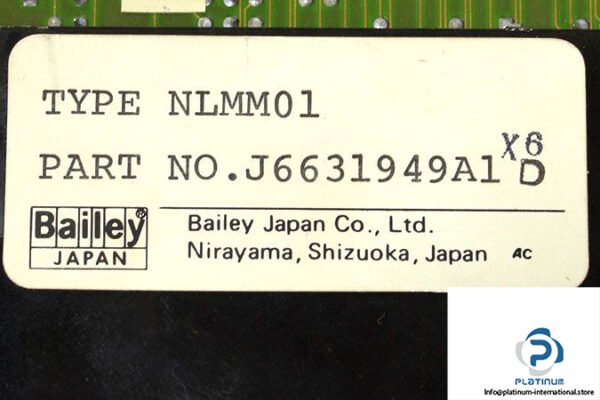 TYPE NLMM01
X6
PART NO.J6631949A1 D
Bailey®
JAPAN
Bailey Japan Co., Ltd.
Nirayama, Shizuoka, Japan AC
PLATINUM
Info@platinum-international.store